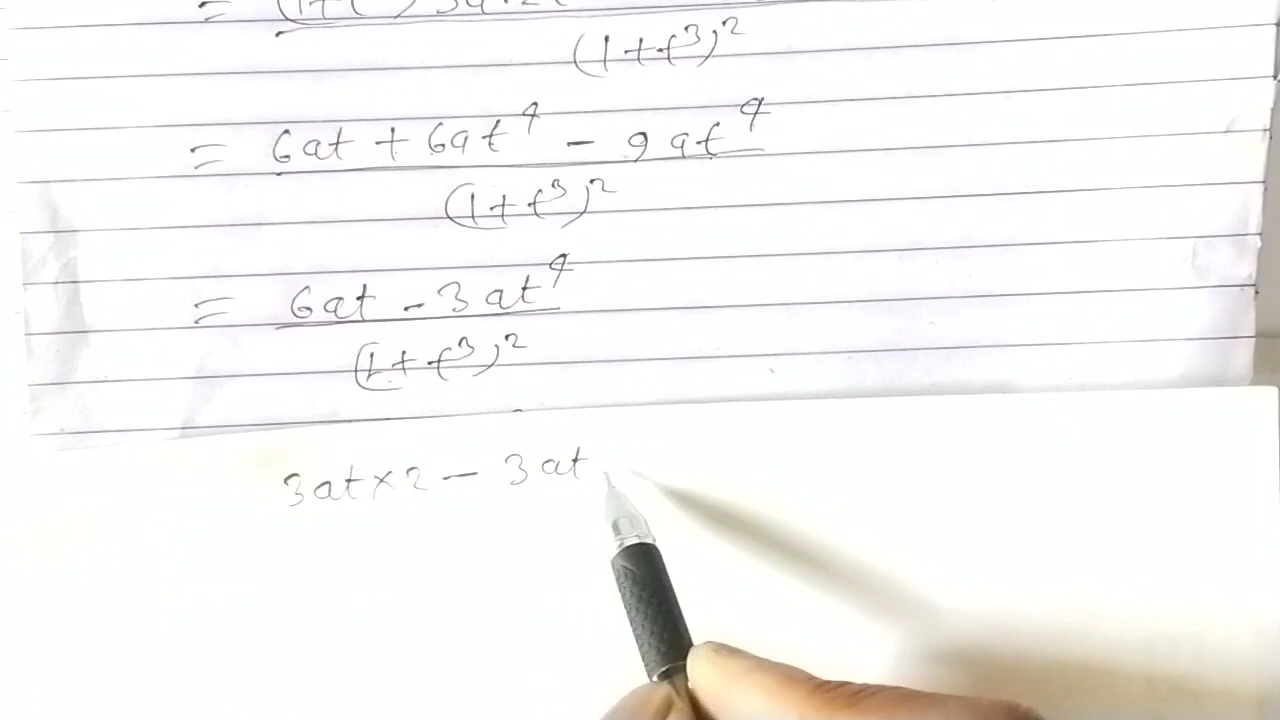 (1+t³)²
= 6at + 6at⁴ - 9at⁴
(1+t³)²
= 6at - 3at⁴
(1+t³)²
3at×2 - 3at